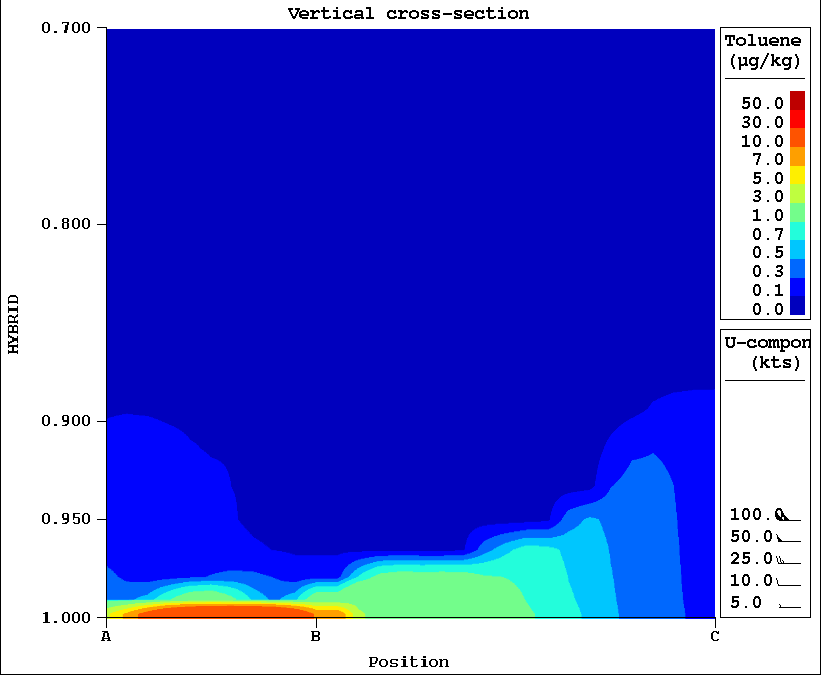 Vertical cross-section
0.700
0.800
0.900
0.950
1.000
HYBRID
A
B
C
Position
Toluene
(µg/kg)
50.0
30.0
10.0
7.0
5.0
3.0
1.0
0.7
0.5
0.3
0.1
0.0
U-compon
(kts)
100.0
50.0
25.0
10.0
5.0